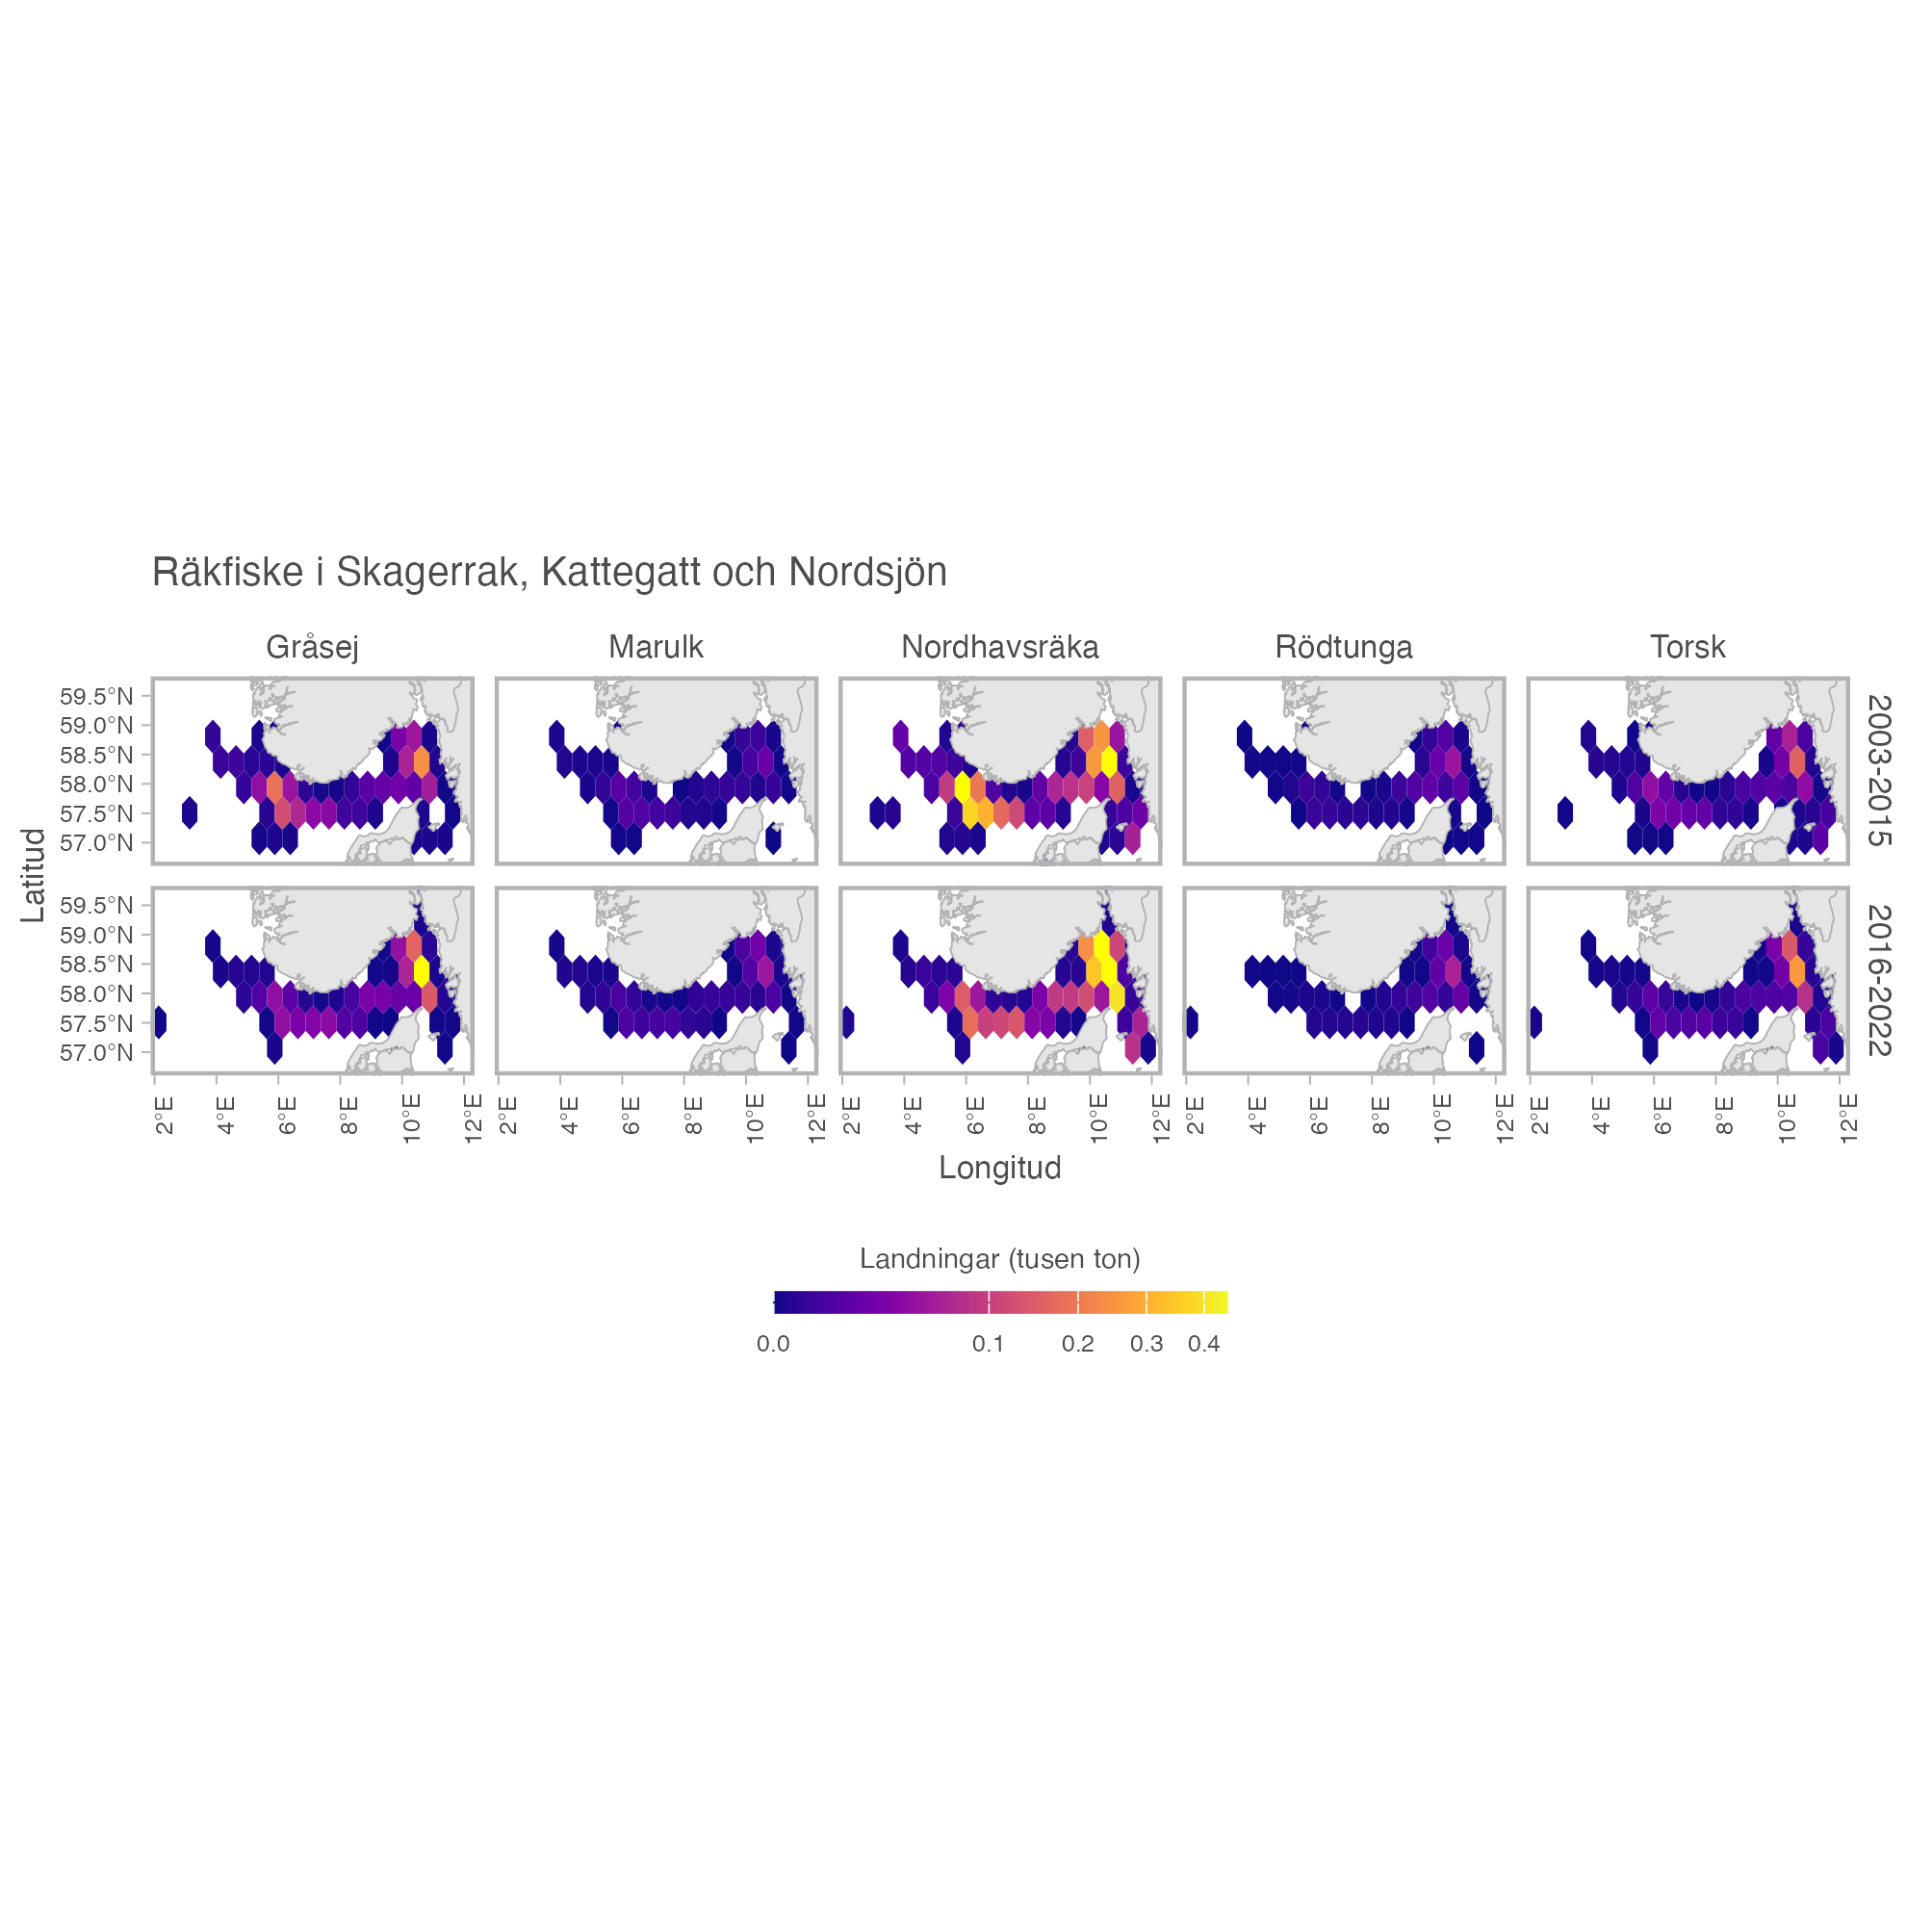 Räkfiske i Skagerrak, Kattegatt och Nordsjön
Gråsej Marulk Nordhavsräka Rödtunga Torsk
59.5°N
59.0°N
58.5°N
58.0°N
57.5°N
57.0°N
2003-2015
Latitud
59.5°N
59.0°N
58.5°N
58.0°N
57.5°N
57.0°N
2016-2022
2°E 4°E 6°E 8°E 10°E 12°E 2°E 4°E 6°E 8°E 10°E 12°E 2°E 4°E 6°E 8°E 10°E 12°E 2°E 4°E 6°E 8°E 10°E 12°E 2°E 4°E 6°E 8°E 10°E 12°E
Longitud
Landningar (tusen ton)
0.0 0.1 0.2 0.3 0.4